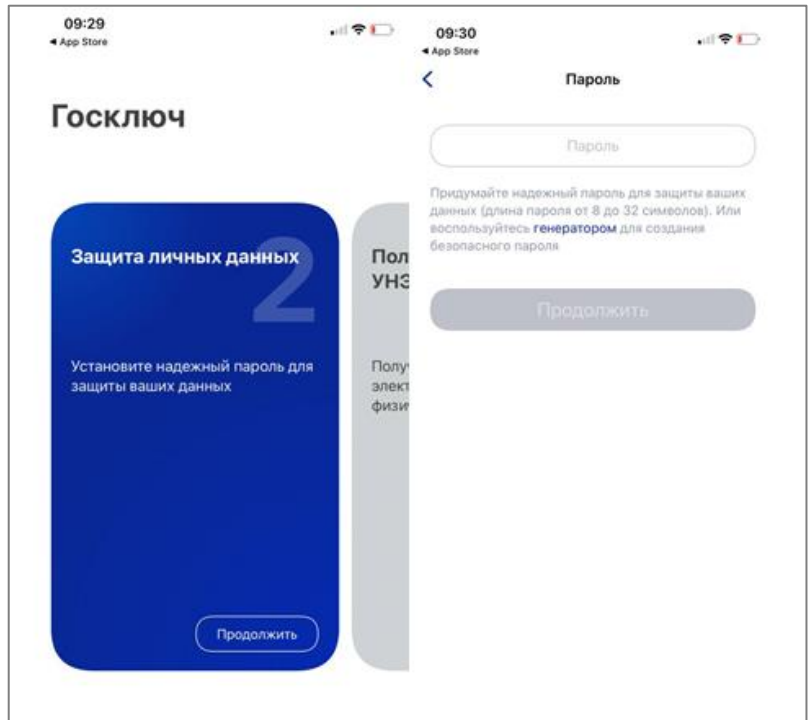 09:29
◀ App Store
Госключ
Защита личных данных
2
Установите надежный пароль для
защиты ваших данных
Продолжить
Пол
УНЭ
Полу
элект
физи
09:30
◀ App Store
Пароль
Пароль
Придумайте надежный пароль для защиты ваших
данных (длина пароля от 8 до 32 символов). Или
воспользуйтесь генератором для создания
безопасного пароля
Продолжить